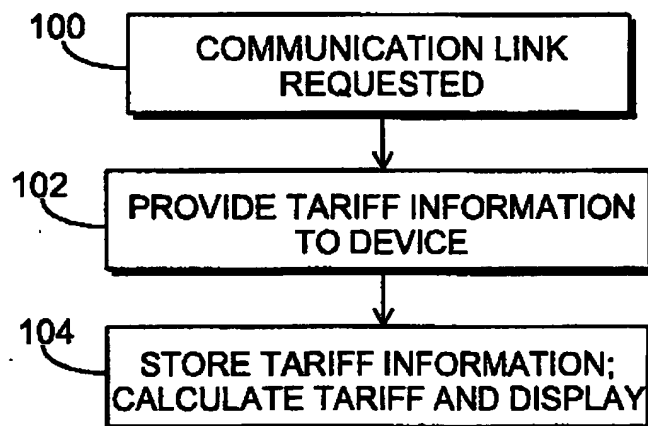 100
COMMUNICATION LINK
REQUESTED
102
PROVIDE TARIFF INFORMATION
TO DEVICE
104
STORE TARIFF INFORMATION;
CALCULATE TARIFF AND DISPLAY